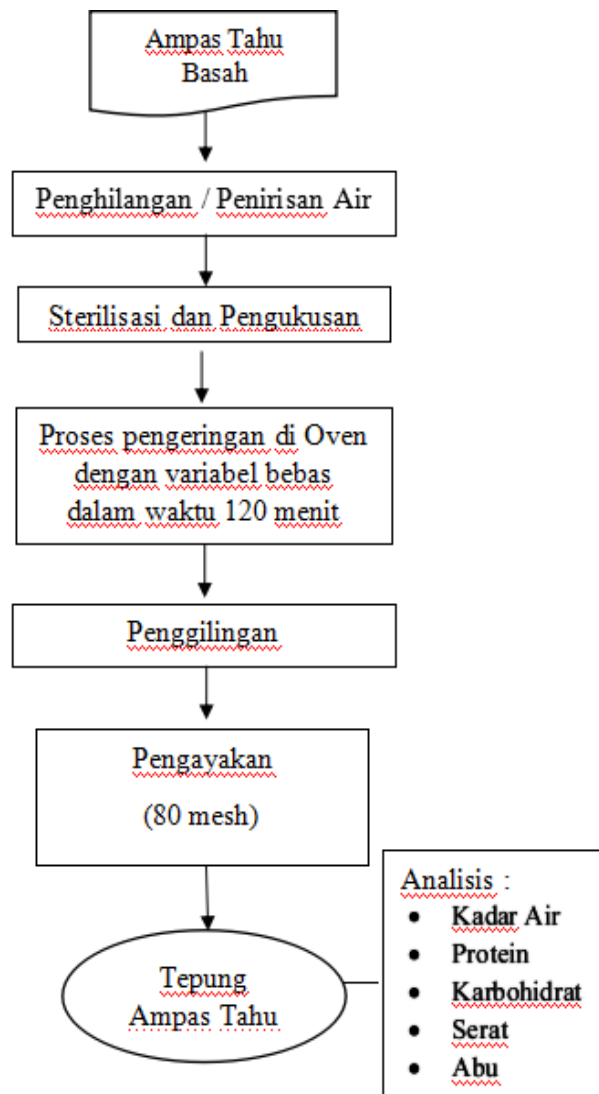 Ampas Tahu
Basah
Penghilangan / Penirisan Air
Sterilisasi dan Pengukusan
Proses pengeringan di Oven
dengan variabel bebas
dalam waktu 120 menit
Penggilingan
Pengayakan
(80 mesh)
Tepung
Ampas Tahu
Analisis :
• Kadar Air
• Protein
• Karbohidrat
• Serat
• Abu